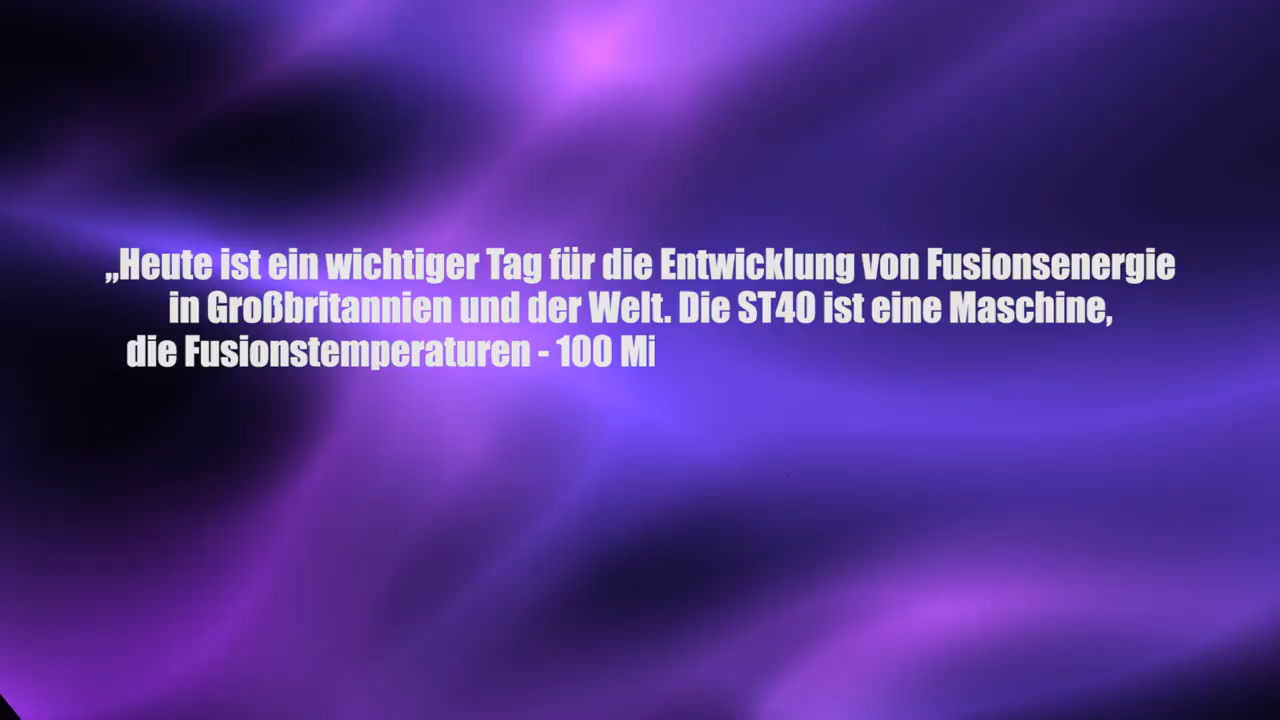 „Heute ist ein wichtiger Tag für die Entwicklung von Fusionsenergie
in Großbritannien und der Welt. Die ST40 ist eine Maschine,
die Fusionstemperaturen - 100 Mi